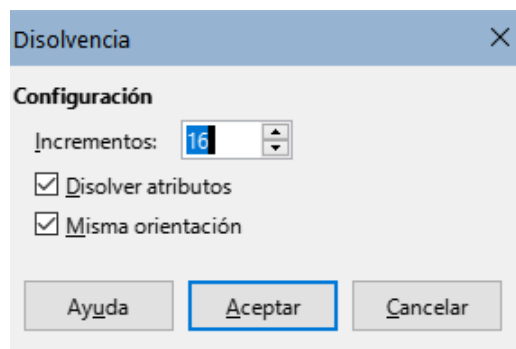 Disolvencia
Configuración
Incrementos: 16
Disolver atributos
Misma orientación
Ayuda Aceptar Cancelar